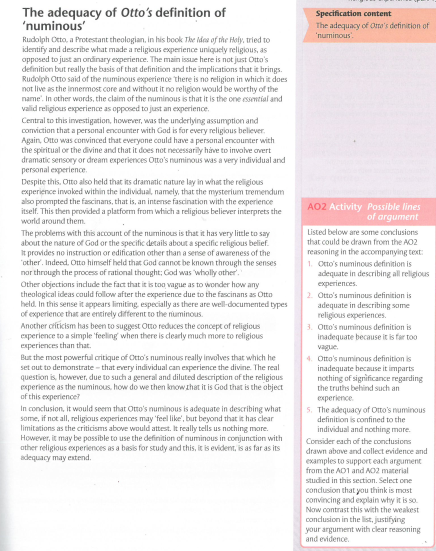 The adequacy of Otto's definition of
'numinous'
Rudolph Otto, a Protestant theologian, in his book The Idea of the Holy, tried to
identify and describe what made a religious experience uniquely religious, as
opposed to just an ordinary experience. The main issue here is not just Otto's
definition but really the basis of that definition and the implications that it brings.
Rudolph Otto said of the numinous experience 'there is no religion in which it does
not live as the innermost core and without it no religion would be worthy of the
name'. In other words, the claim of the numinous is that it is the one essential and
valid religious experience as opposed to just an experience.
Central to this investigation, however, was the underlying assumption and
conviction that a personal encounter with God is for every religious believer.
Again, Otto was convinced that everyone could have a personal encounter with
the spiritual or the divine and that it does not necessarily have to involve overt
dramatic sensory or dream experiences Otto's numinous was a very individual and
personal experience.
Despite this, Otto also held that its dramatic nature lay in what the religious
experience invoked within the individual, namely, that the mysterium tremendum
also prompted the fascinans, that is, an intense fascination with the experience
itself. This then provided a platform from which a religious believer interprets the
world around them.
The problems with this account of the numinous is that it has very little to say
about the nature of God or the specific details about a specific religious belief.
It provides no instruction or edification other than a sense of awareness of the
'other'. Indeed, Otto himself held that God cannot be known through the senses
nor through the process of rational thought; God was 'wholly other'.
Other objections include the fact that it is too vague as to wonder how any
theological ideas could follow after the experience due to the fascinans as Otto
held. In this sense it appears limiting, especially as there are well-documented types
of experience that are entirely different to the numinous.
Another criticism has been to suggest Otto reduces the concept of religious
experience to a simple 'feeling' when there is clearly much more to religious
experiences than that.
But the most powerful critique of Otto's numinous really involves that which he
set out to demonstrate – that every individual can experience the divine. The real
question is, however, due to such a general and diluted description of the religious
experience as the numinous, how do we then know that it is God that is the object
of this experience?
In conclusion, it would seem that Otto's numinous is adequate in describing what
some, if not all, religious experiences may 'feel like', but beyond that it has clear
limitations as the criticisms above would attest. It really tells us nothing more.
However, it may be possible to use the definition of numinous in conjunction with
other religious experiences as a basis for study and this, it is evident, is as far as its
adequacy may extend.
Specification content
The adequacy of Otto's definition of
'numinous'.
AO2 Activity Possible lines
of argument
Listed below are some conclusions
that could be drawn from the AO2
reasoning in the accompanying text:
1. Otto's numinous definition is
adequate in describing all religious
experiences.
2. Otto's numinous definition is
adequate in describing some
religious experiences.
3. Otto's numinous definition is
inadequate because it is far too
vague.
4. Otto's numinous definition is
inadequate because it imparts
nothing of significance regarding
the truths behind such an
experience.
5. The adequacy of Otto's numinous
definition is confined to the
individual and nothing more.
Consider each of the conclusions
drawn above and collect evidence and
examples to support each argument
from the AO1 and AO2 material
studied in this section. Select one
conclusion that you think is most
convincing and explain why it is so.
Now contrast this with the weakest
conclusion in the list, justifying
your argument with clear reasoning
and evidence.